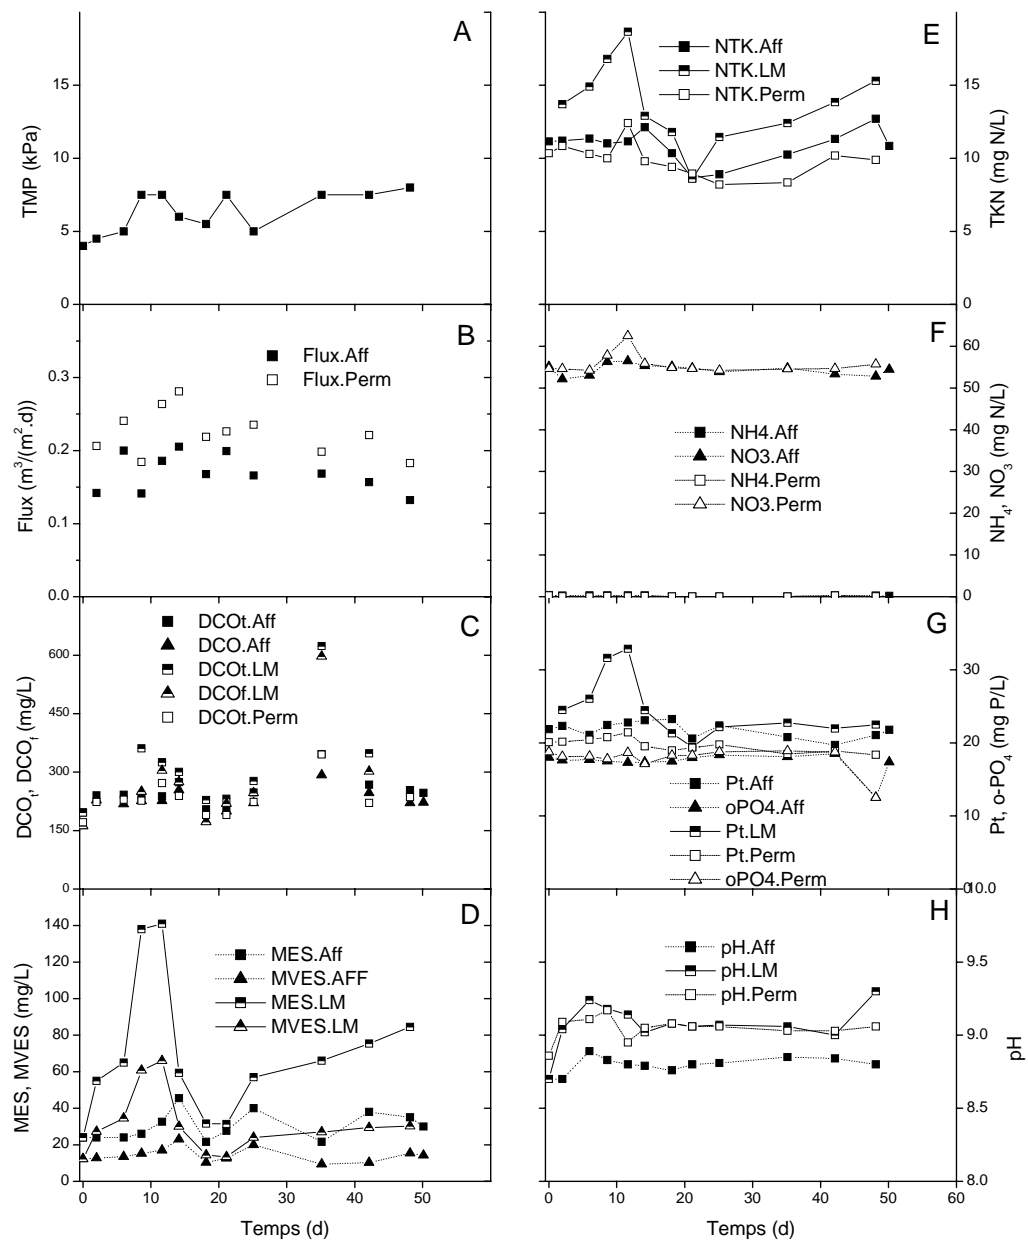 A
15
10
5
0
TMP (kPa)
B
Flux.Aff
Flux.Perm
0.3
0.2
0.1
0.0
Flux (m³/(m².d))
C
DCOt.Aff
DCO.Aff
DCOt.LM
DCOf.LM
DCOt.Perm
600
450
300
150
0
DCOt, DCOf (mg/L)
D
MES.Aff
MVES.AFF
MES.LM
MVES.LM
140
120
100
80
60
40
20
0
MES, MVES (mg/L)
0 10 20 30 40 50
Temps (d)
E
NTK.Aff
NTK.LM
NTK.Perm
15
10
5
0
TKN (mg N/L)
F
NH4.Aff
NO3.Aff
NH4.Perm
NO3.Perm
60
50
40
30
20
10
0
NH₄, NO₃ (mg N/L)
G
Pt.Aff
oPO4.Aff
Pt.LM
Pt.Perm
oPO4.Perm
30
20
10
0
Pt, o-PO₄ (mg P/L)
H
pH.Aff
pH.LM
pH.Perm
10.0
9.5
9.0
8.5
8.0
pH
0 10 20 30 40 50 60
Temps (d)